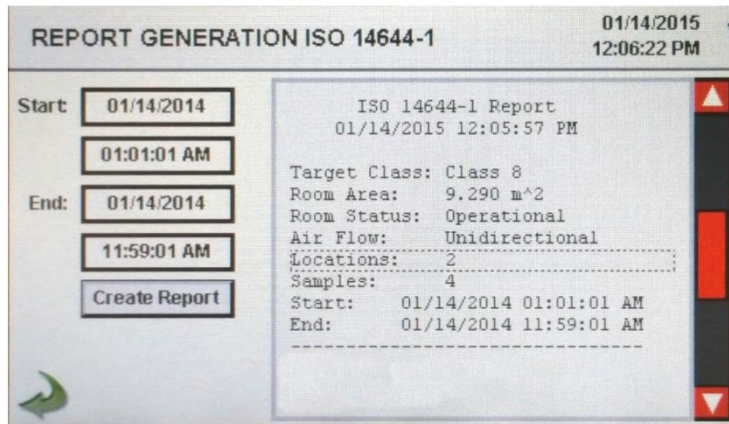 REPORT GENERATION ISO 14644-1
01/14/2015
12:06:22 PM
Start:
01/14/2014
01:01:01 AM
End:
01/14/2014
11:59:01 AM
Create Report
ISO 14644-1 Report
01/14/2015 12:05:57 PM
Target Class: Class 8
Room Area: 9.290 m^2
Room Status: Operational
Air Flow: Unidirectional
Locations: 2
Samples: 4
Start: 01/14/2014 01:01:01 AM
End: 01/14/2014 11:59:01 AM
---------------------------------